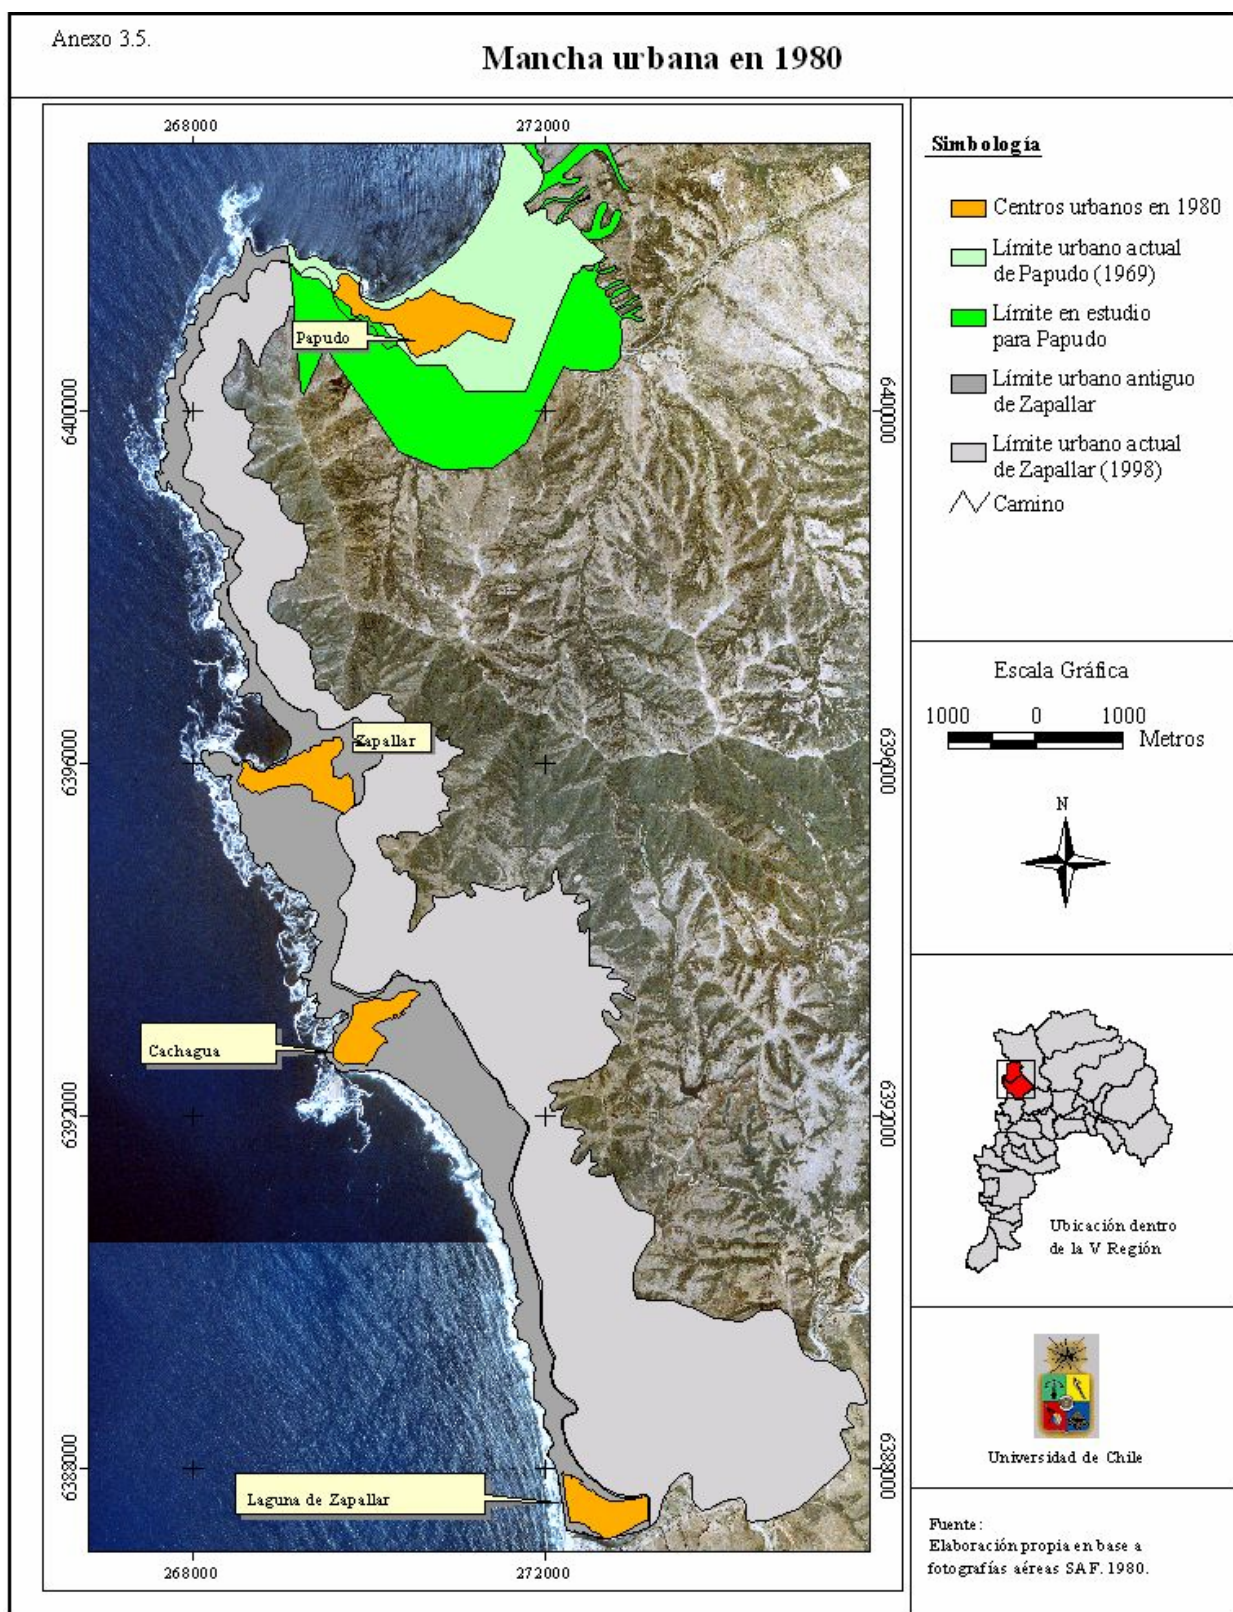 Anexo 3.5.
Mancha urbana en 1980
268000
272000
6400000
6396000
6392000
6388000
Papudo
Zapallar
Cachagua
Laguna de Zapallar
6400000
6396000
6392000
6388000
268000
272000
Simbología
Centros urbanos en 1980
Límite urbano actual
de Papudo (1969)
Límite en estudio
para Papudo
Límite urbano antiguo
de Zapallar
Límite urbano actual
de Zapallar (1998)
Camino
Escala Gráfica
1000 0 1000
Metros
N
Ubicación dentro
de la V Región
Universidad de Chile
Fuente:
Elaboración propia en base a
fotografías aéreas SAF. 1980.